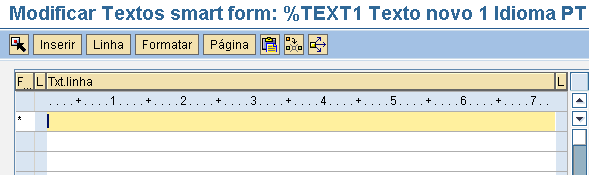 Modificar Textos smart form: %TEXT1 Texto novo 1 Idioma PT
Inserir Linha Formatar Página
F... L Txt.linha L
....+....1....+....2....+....3....+....4....+....5....+....6....+....7..
*